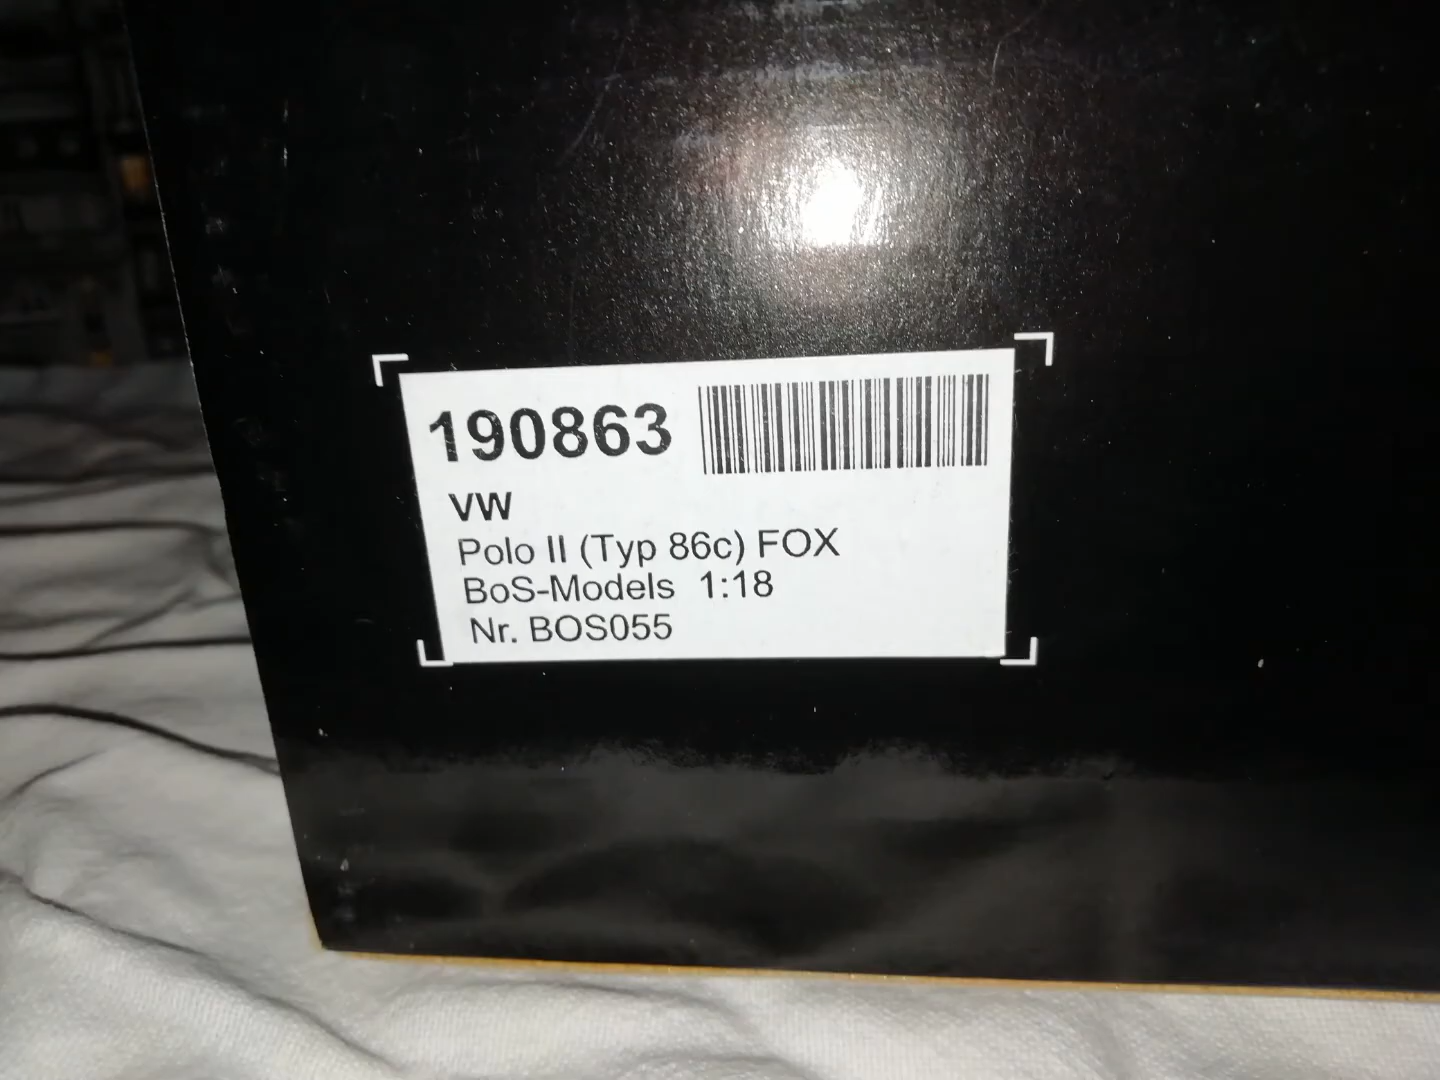 190863
VW
Polo II (Typ 86c) FOX
BoS-Models 1:18
Nr. BOS055